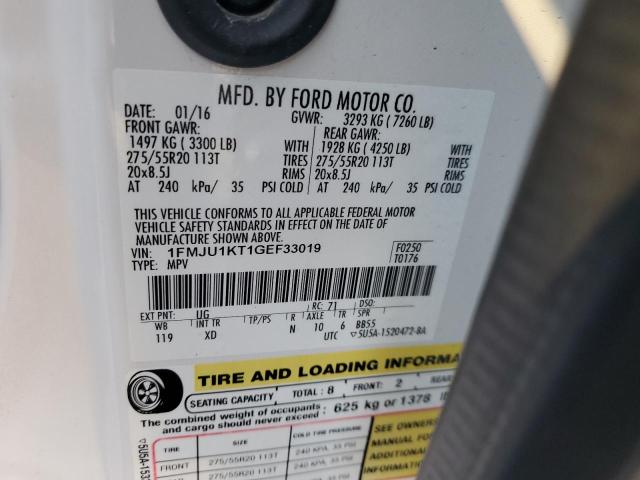 MFD. BY FORD MOTOR CO.
DATE: 01/16 GVWR: 3293 KG ( 7260 LB)
FRONT GAWR: REAR GAWR:
1497 KG ( 3300 LB) 1928 KG ( 4250 LB) WITH
275/55R20 113T TIRES 275/55R20 113T TIRES
20x8.5J RIMS 20x8.5J RIMS
AT 240 kPa/ 35 PSI COLD AT 240 kPa/ 35 PSI COLD
THIS VEHICLE CONFORMS TO ALL APPLICABLE FEDERAL MOTOR
VEHICLE SAFETY STANDARDS IN EFFECT ON THE DATE OF
MANUFACTURE SHOWN ABOVE.
VIN: 1FMJU1KT1GEF33019 F0250
TYPE: MPV T0176
EXT PNT: UG RC: 71 DSO:
WB INT TR TP/PS R AXLE TR SPR
119 XD N 10 6 BB55
UTC ▽5U5A-1520472-BA
TIRE AND LOADING INFORMA
SEATING CAPACITY TOTAL: 8 FRONT: 2 REAR
The combined weight of occupants
and cargo should never exceed: 625 kg or 1378
TIRE SIZE COLD TIRE PRESSURE SEE OWNERS
FRONT 275/55R20 113T 240 KPA, 35 PSI MANUAL FOR
275/55R20 113T 240 KPA, 35 PSI ADDITIONAL
INFORMATION
▽5U5A-153